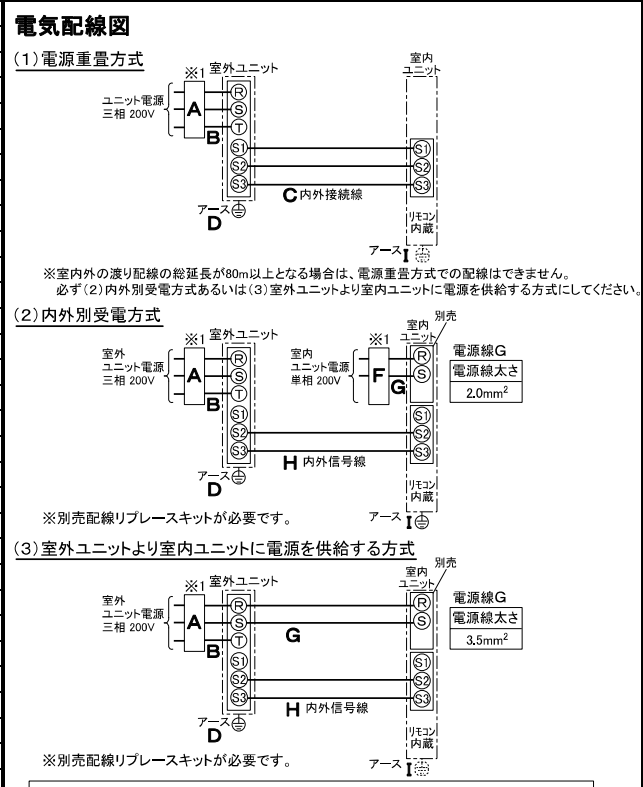 電気配線図
(1)電源重畳方式
※1 室外ユニット
室内
ユニット
ユニット電源
三相 200V
A
B
R
S
T
S1
S2
S3
S1
S2
S3
C内外接続線
アース
D
リモコン
内蔵
アース I
※室内外の渡り配線の総延長が80m以上となる場合は、電源重畳方式での配線はできません。
必ず(2)内外別受電方式あるいは(3)室外ユニットより室内ユニットに電源を供給する方式にしてください。
(2)内外別受電方式
※1 室外ユニット
室外
ユニット電源
三相 200V
A
B
R
S
T
S1
S2
S3
アース
D
※1
室内
ユニット
別売
室内
ユニット電源
単相 200V
F
G
R
S
S1
S2
S3
H 内外信号線
リモコン
内蔵
アース I
電源線G
電源線太さ
2.0mm²
※別売配線リプレースキットが必要です。
(3)室外ユニットより室内ユニットに電源を供給する方式
※1 室外ユニット
室外
ユニット電源
三相 200V
A
B
R
S
T
S1
S2
S3
アース
D
G
室内
ユニット
別売
R
S
S1
S2
S3
H 内外信号線
リモコン
内蔵
アース I
電源線G
電源線太さ
3.5mm²
※別売配線リプレースキットが必要です。